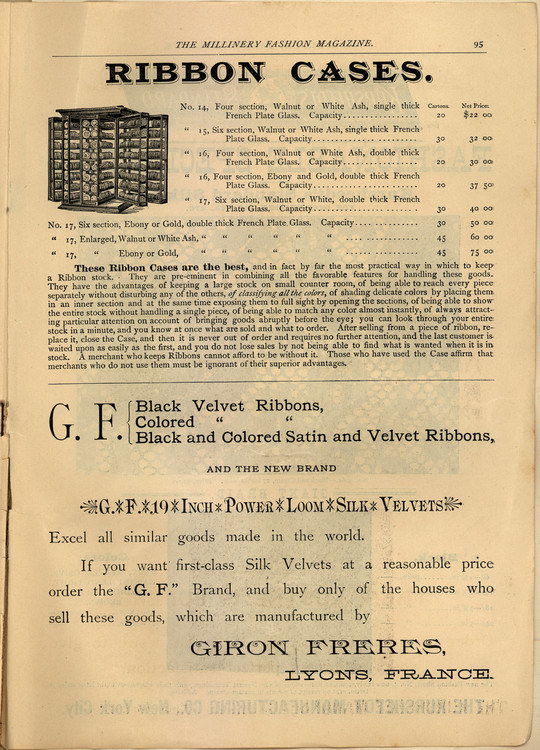 THE MILLINERY FASHION MAGAZINE. 95
RIBBON CASES.
Cartons. Net Price.
No. 14, Four section, Walnut or White Ash, single thick
French Plate Glass. Capacity.................. 20 $22 00
" 15, Six section, Walnut or White Ash, single thick French
Plate Glass. Capacity......................... 30 32 00
" 16, Four section, Walnut or White Ash, double thick
French Plate Glass. Capacity.................. 20 30 00
" 16, Four section, Ebony and Gold, double thick French
Plate Glass. Capacity......................... 20 37 50
" 17, Six section, Walnut or White, double thick French
Plate Glass. Capacity......................... 30 40 00
No. 17, Six section, Ebony or Gold, double thick French Plate Glass. Capacity............ 30 50 00
" 17, Enlarged, Walnut or White Ash, " " " " " " .................. 45 60 00
" 17, " Ebony or Gold, " " " " " " .................. 45 75 00
These Ribbon Cases are the best, and in fact by far the most practical way in which to keep
a Ribbon stock. They are pre-eminent in combining all the favorable features for handling these goods.
They have the advantages of keeping a large stock on small counter room, of being able to reach every piece
separately without disturbing any of the others, of classifying all the colors, of shading delicate colors by placing them
in an inner section and at the same time exposing them to full sight by opening the sections, of being able to show
the entire stock without handling a single piece, of being able to match any color almost instantly, of always attract-
ing particular attention on account of bringing goods abruptly before the eye; you can look through your entire
stock in a minute, and you know at once what are sold and what to order. After selling from a piece of ribbon, re-
place it, close the Case, and then it is never out of order and requires no further attention, and the last customer is
waited upon as easily as the first, and you do not lose sales by not being able to find what is wanted when it is in
stock. A merchant who keeps Ribbons cannot afford to be without it. Those who have used the Case affirm that
merchants who do not use them must be ignorant of their superior advantages.
G. F. Black Velvet Ribbons,
Colored " "
Black and Colored Satin and Velvet Ribbons,
AND THE NEW BRAND
G.*F.*19*INCH*POWER*LOOM*SILK*VELVETS
Excel all similar goods made in the world.
If you want first-class Silk Velvets at a reasonable price
order the "G. F." Brand, and buy only of the houses who
sell these goods, which are manufactured by
GIRON FRERES,
LYONS, FRANCE.